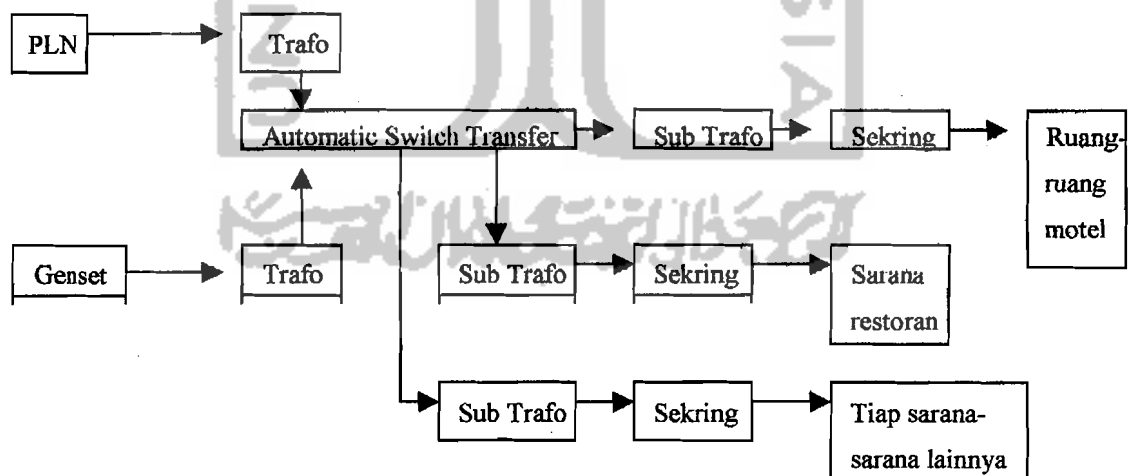 PLN
Trafo
Automatic Switch Transfer
Sub Trafo
Sekring
Ruang-
ruang
motel
Genset
Trafo
Sub Trafo
Sekring
Sarana
restoran
Sub Trafo
Sekring
Tiap sarana-
sarana lainnya